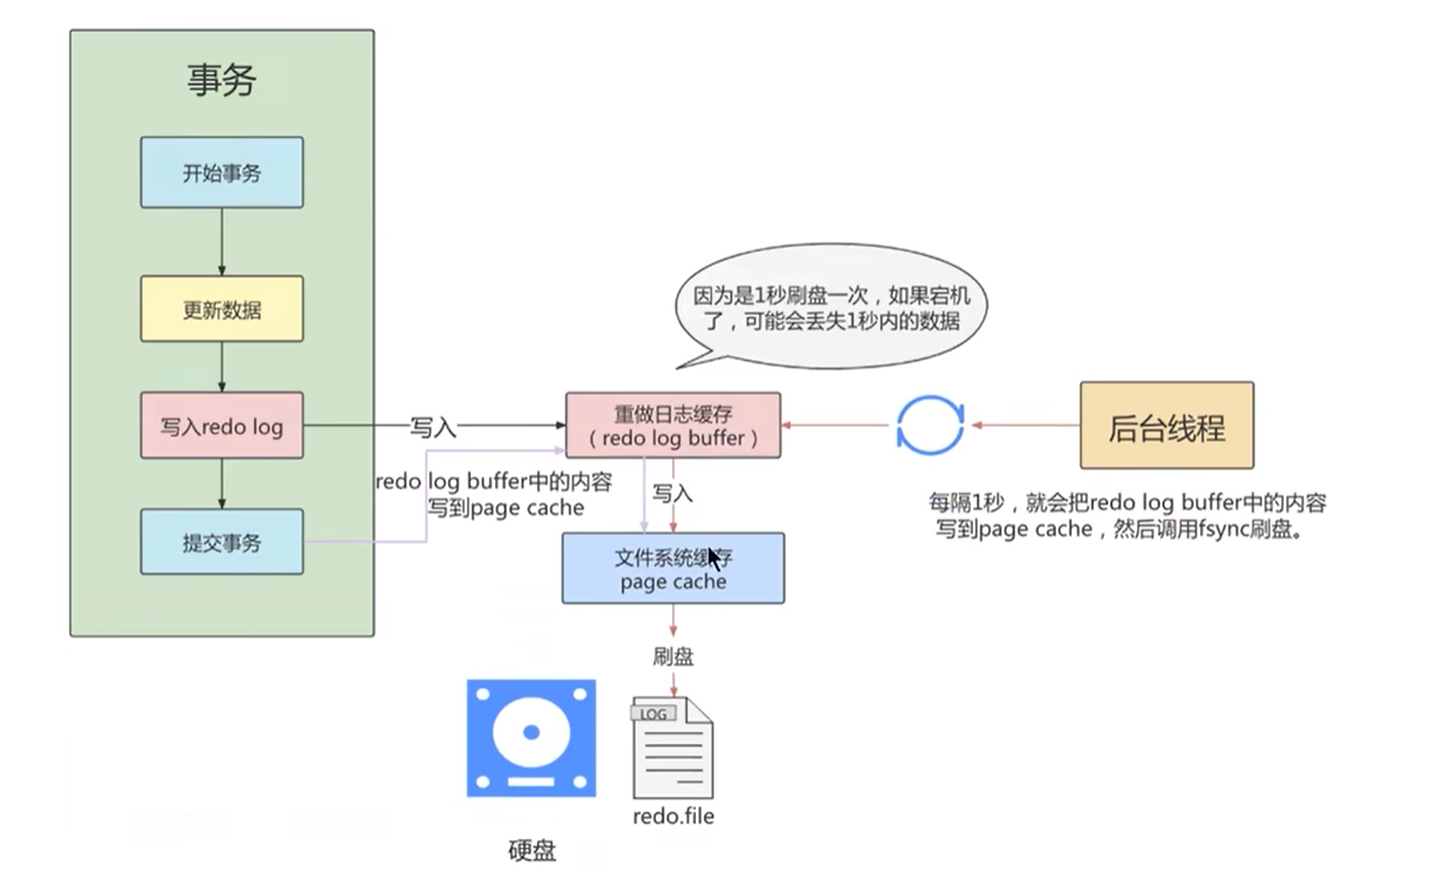 事务
开始事务
更新数据
写入redo log
提交事务
写入
redo log buffer中的内容
写到page cache
因为是1秒刷盘一次，如果宕机
了，可能会丢失1秒内的数据
重做日志缓存
（ redo log buffer ）
写入
文件系统缓存
page cache
刷盘
LOG
redo.file
硬盘
后台线程
每隔1秒，就会把redo log buffer中的内容
写到page cache，然后调用fsync刷盘。